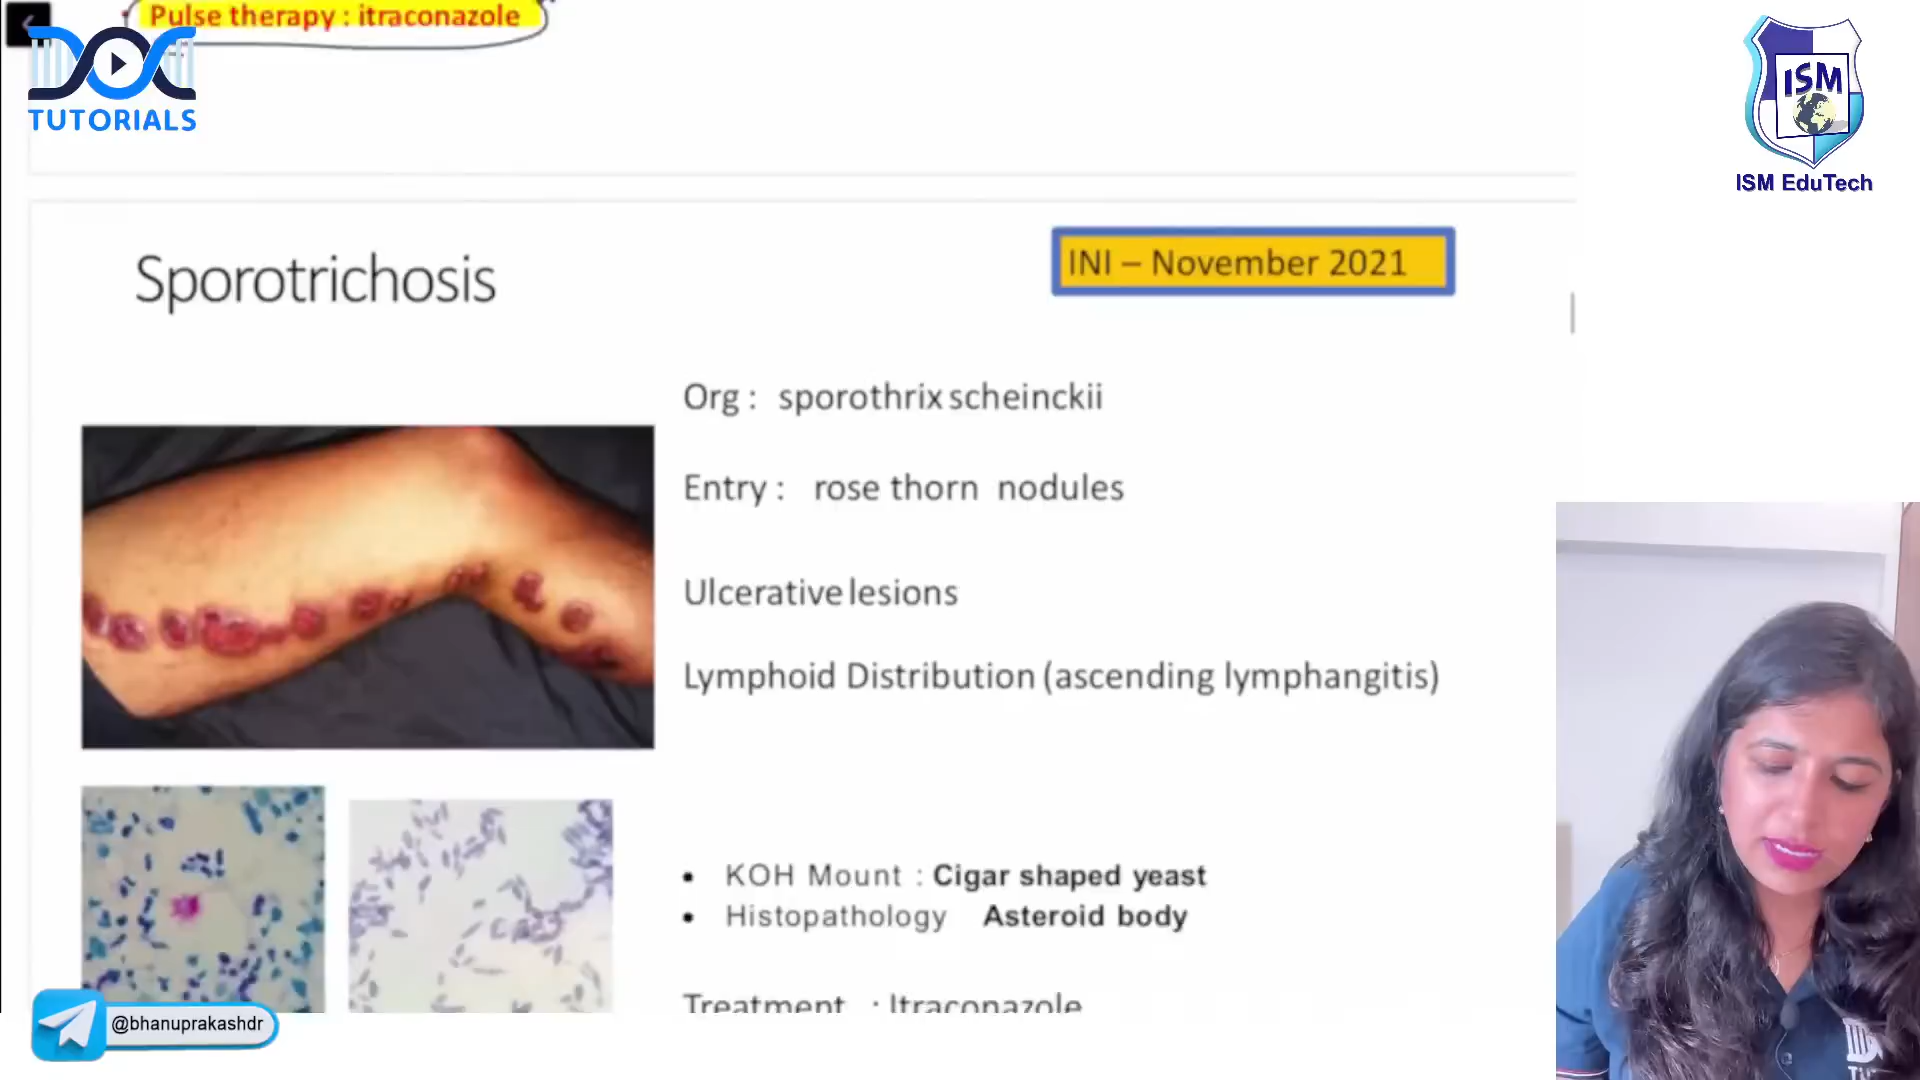 Pulse therapy : itraconazole
DOC
TUTORIALS
ISM
ISM EduTech
Sporotrichosis
INI – November 2021
Org : sporothrix scheinckii
Entry : rose thorn nodules
Ulcerative lesions
Lymphoid Distribution (ascending lymphangitis)
• KOH Mount : Cigar shaped yeast
• Histopathology Asteroid body
Treatment : Itraconazole
@bhanuprakashdr